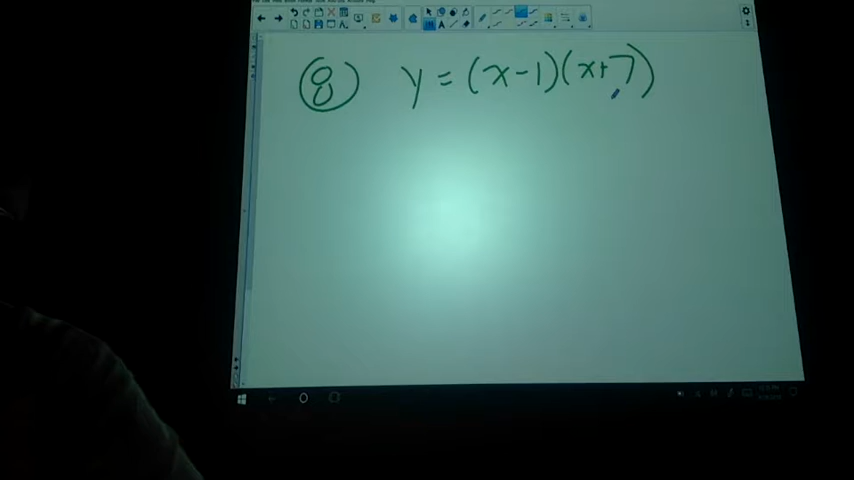 ⑧ y = (x-1)(x+7)